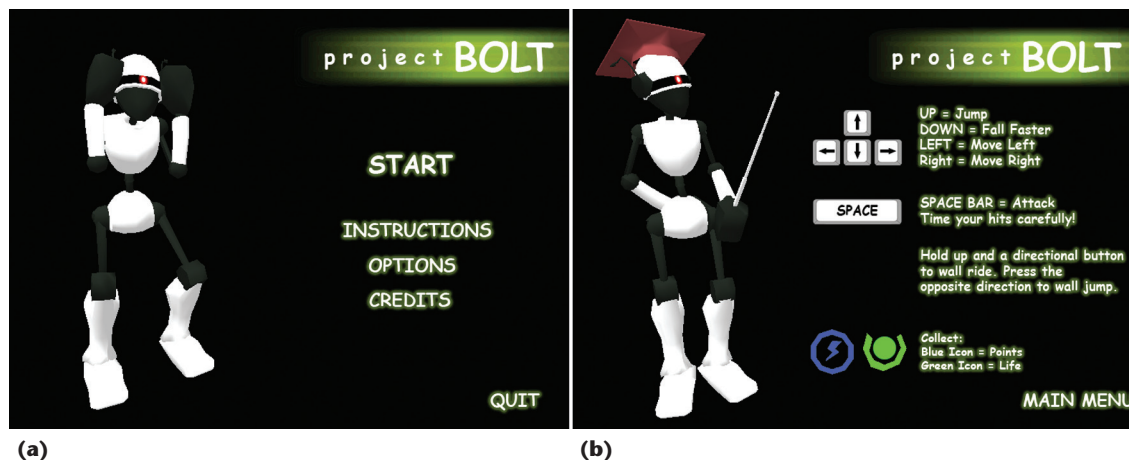 project BOLT
START
INSTRUCTIONS
OPTIONS
CREDITS
QUIT
(a)
project BOLT
UP = Jump
DOWN = Fall Faster
LEFT = Move Left
Right = Move Right
SPACE
SPACE BAR = Attack
Time your hits carefully!
Hold up and a directional button
to wall ride. Press the
opposite direction to wall jump.
Collect:
Blue Icon = Points
Green Icon = Life
MAIN MENU
(b)